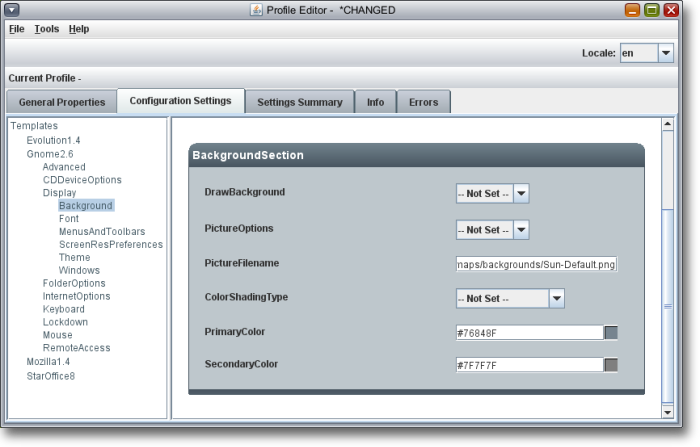 Profile Editor - *CHANGED
File Tools Help
Locale: en
Current Profile -
General Properties Configuration Settings Settings Summary Info Errors
Templates
Evolution1.4
Gnome2.6
Advanced
CDDeviceOptions
Display
Background
Font
MenusAndToolbars
ScreenResPreferences
Theme
Windows
FolderOptions
InternetOptions
Keyboard
Lockdown
Mouse
RemoteAccess
Mozilla1.4
StarOffice8
BackgroundSection
DrawBackground -- Not Set --
PictureOptions -- Not Set --
PictureFilename maps/backgrounds/Sun-Default.png
ColorShadingType -- Not Set --
PrimaryColor #76848F
SecondaryColor #7F7F7F